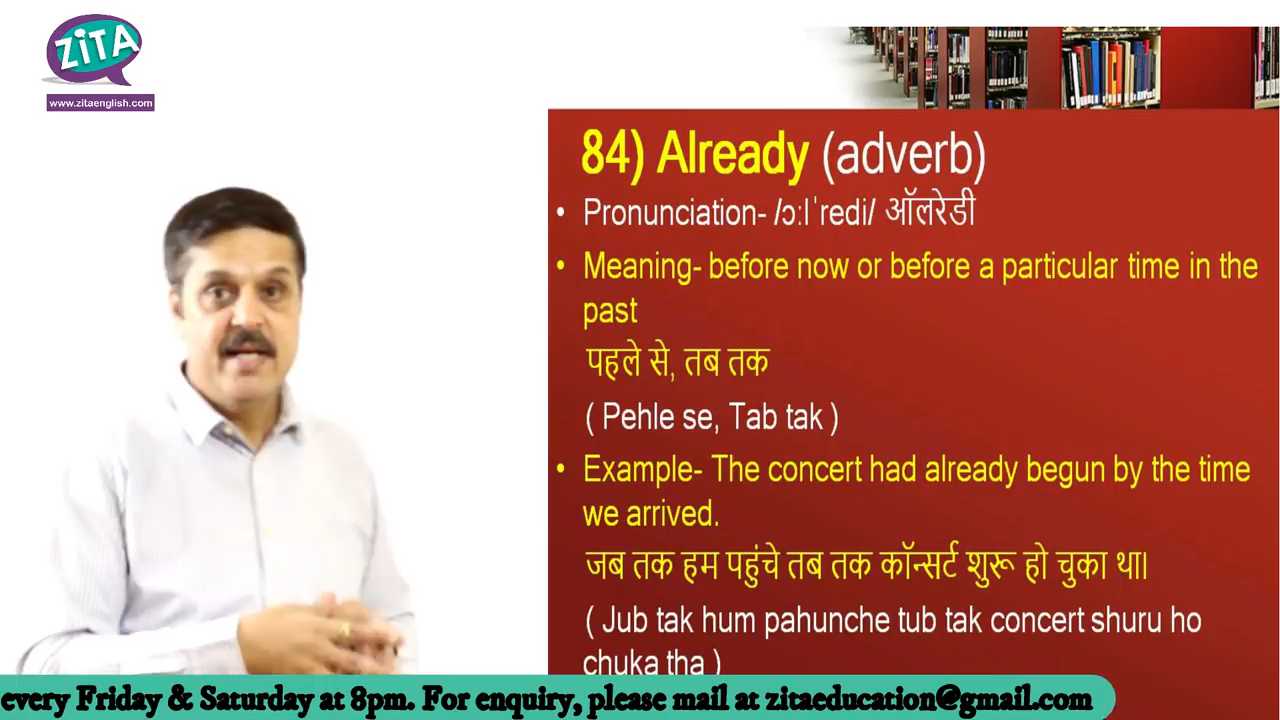 ZiTA
www.zitaenglish.com
84) Already (adverb)
• Pronunciation- /ɔːlˈredi/ ऑलरेडी
• Meaning- before now or before a particular time in the
past
पहले से, तब तक
( Pehle se, Tab tak )
• Example- The concert had already begun by the time
we arrived.
जब तक हम पहुंचे तब तक कॉन्सर्ट शुरू हो चुका था।
( Jub tak hum pahunche tub tak concert shuru ho
chuka tha )
every Friday & Saturday at 8pm. For enquiry, please mail at zitaeducation@gmail.com